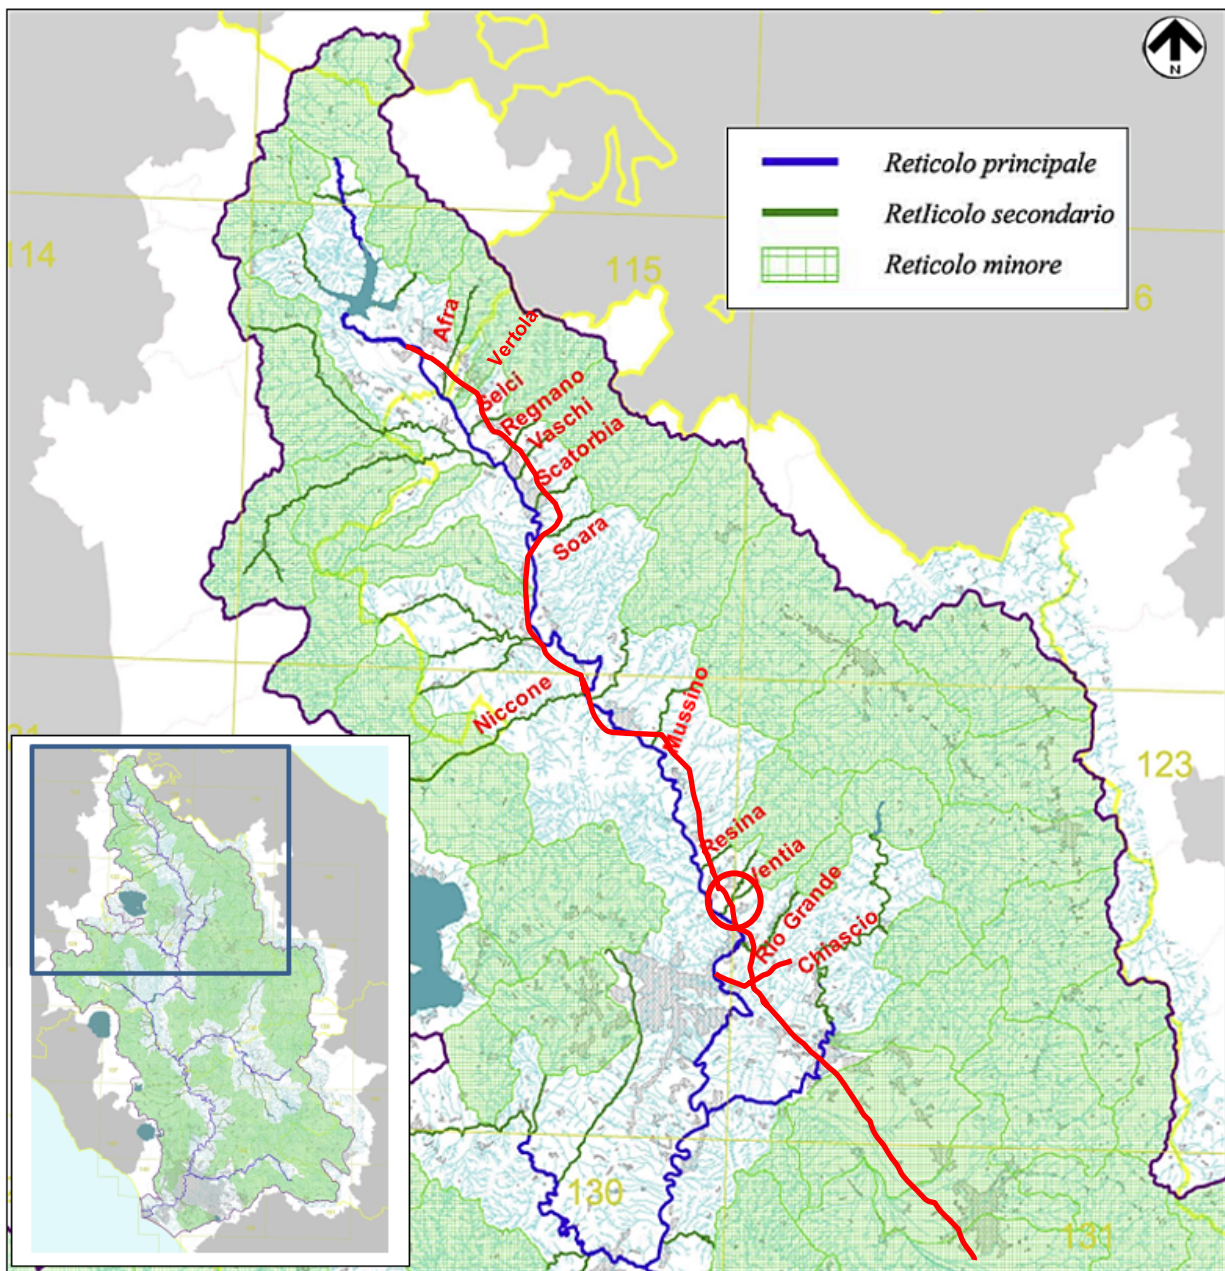 N
Reticolo principale
RetIicolo secondario
Reticolo minore
114
115
6
Afra
Vertola
Selci
Regnano
Vaschi
Scatorbia
Soara
Niccone
Mussino
123
Resina
Ventia
Rio Grande
Chiascio
130
131